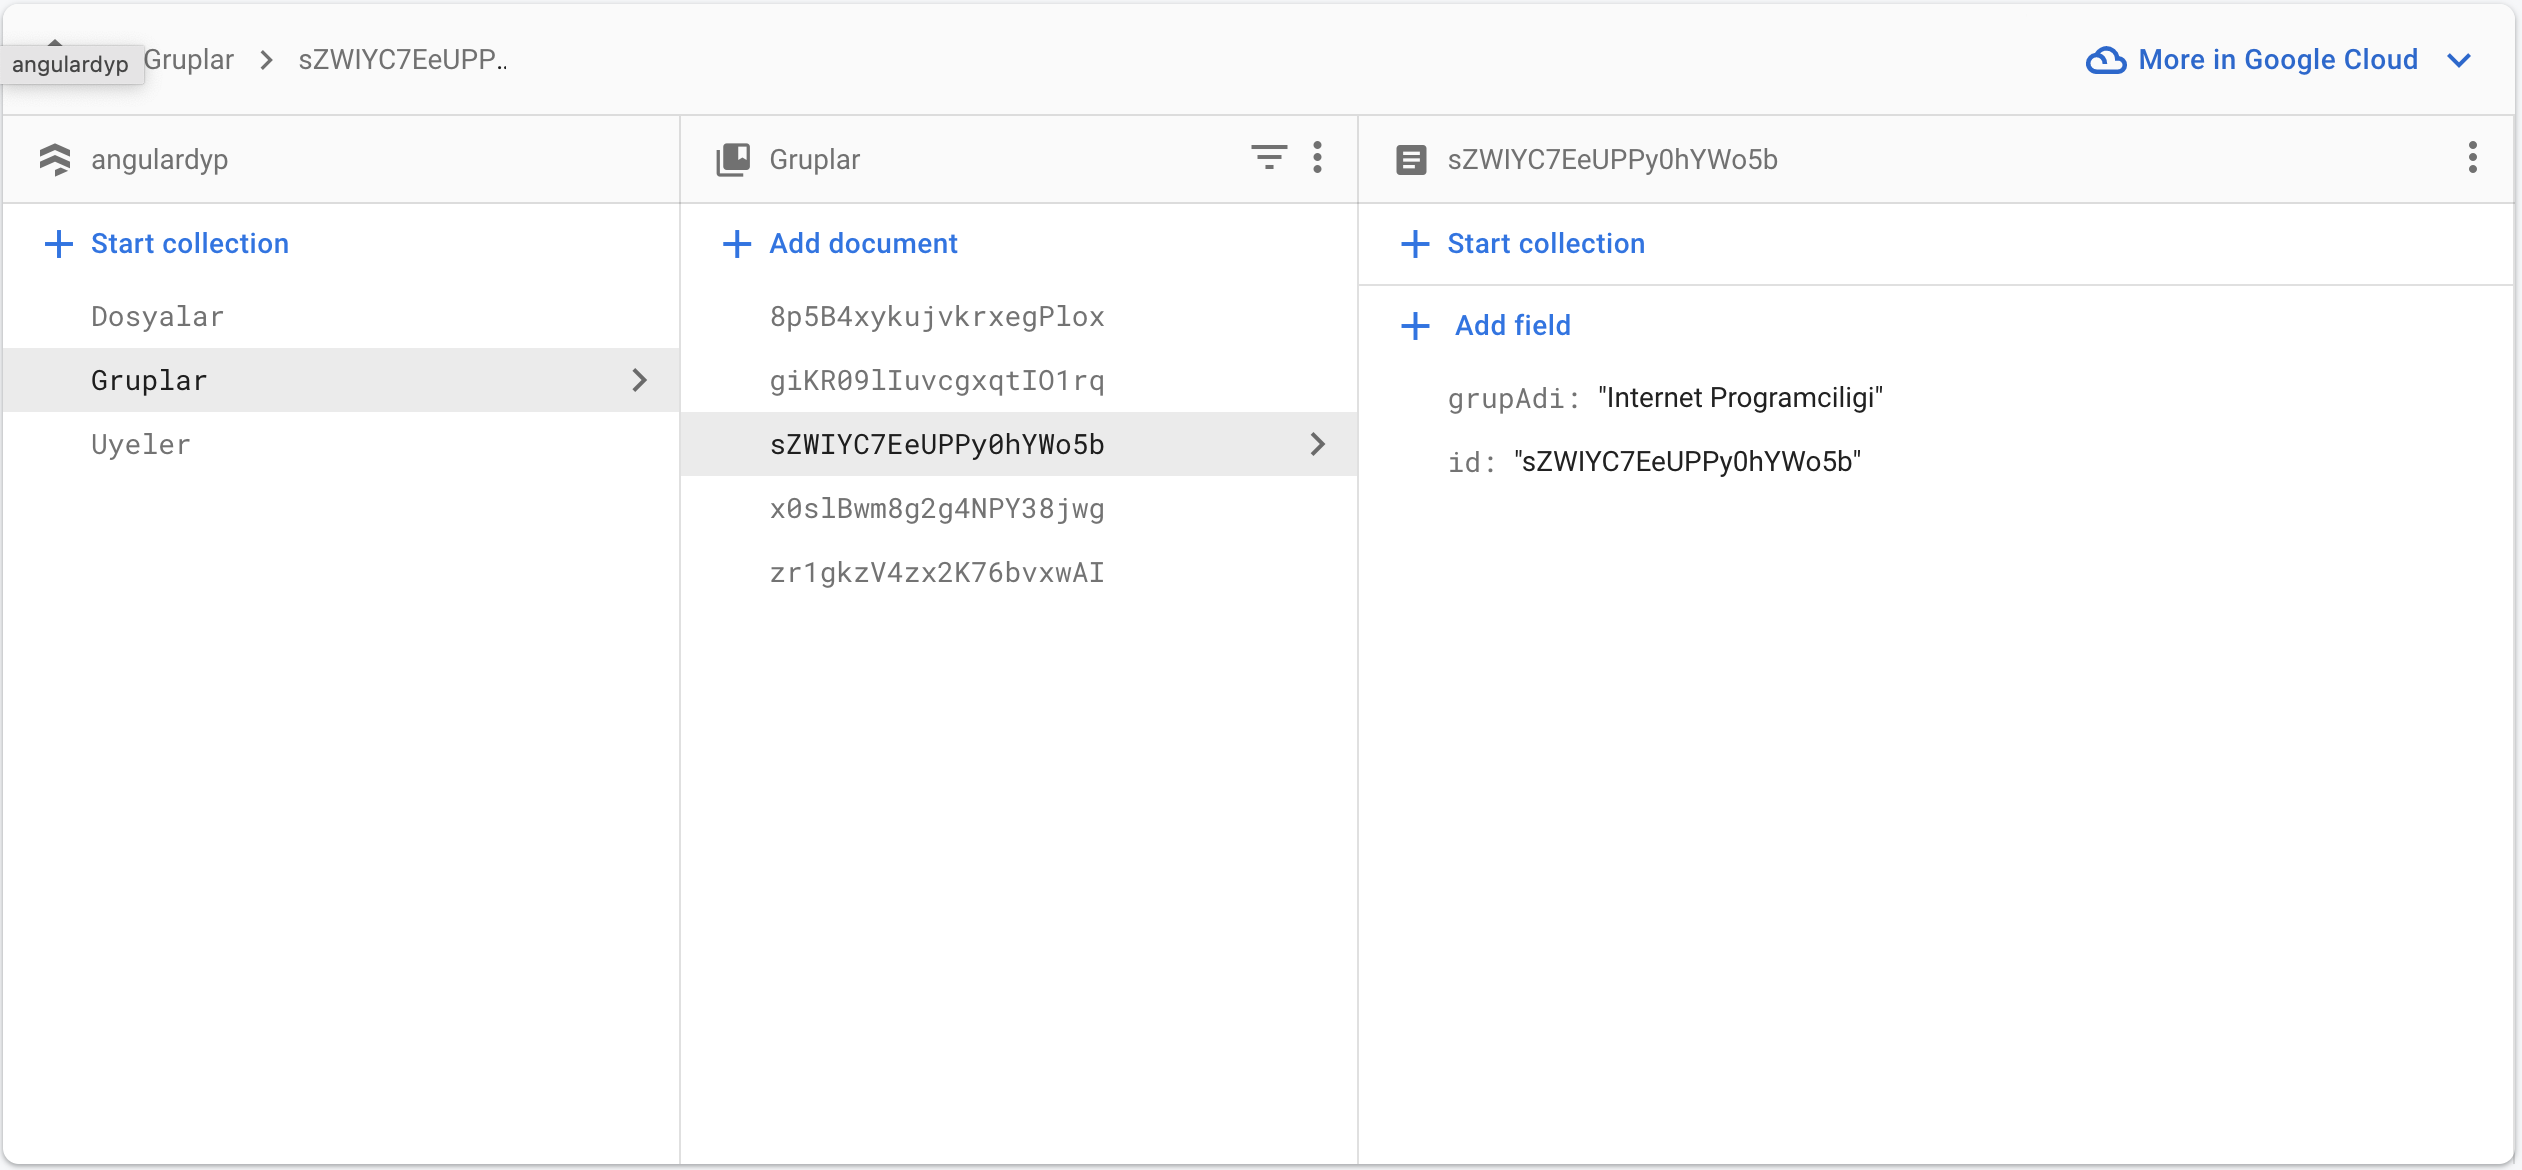 angulardyp
Gruplar
sZWIYC7EeUPP..
More in Google Cloud
angulardyp
Gruplar
sZWIYC7EeUPPy0hYWo5b
Start collection
Dosyalar
Gruplar
Uyeler
Add document
8p5B4xykujvkrxegPlox
giKR09lIuvcgxqtIO1rq
sZWIYC7EeUPPy0hYWo5b
x0slBwm8g2g4NPY38jwg
zr1gkzV4zx2K76bvxwAI
Start collection
Add field
grupAdi: "Internet Programciligi"
id: "sZWIYC7EeUPPy0hYWo5b"